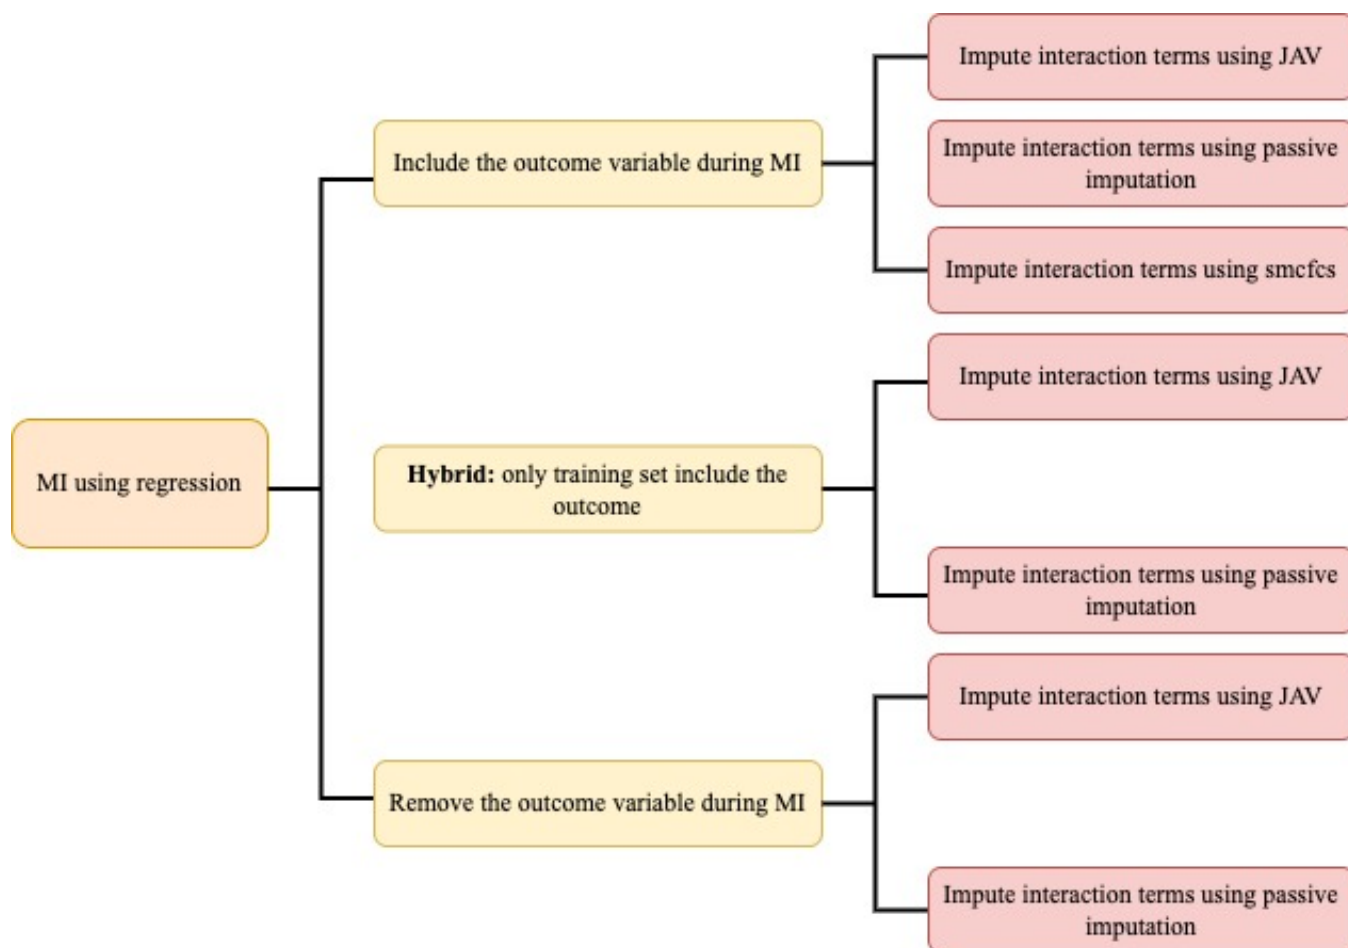 Impute interaction terms using JAV
Include the outcome variable during MI
Impute interaction terms using passive
imputation
Impute interaction terms using smcfcs
MI using regression
Hybrid: only training set include the
outcome
Impute interaction terms using JAV
Impute interaction terms using passive
imputation
Remove the outcome variable during MI
Impute interaction terms using JAV
Impute interaction terms using passive
imputation